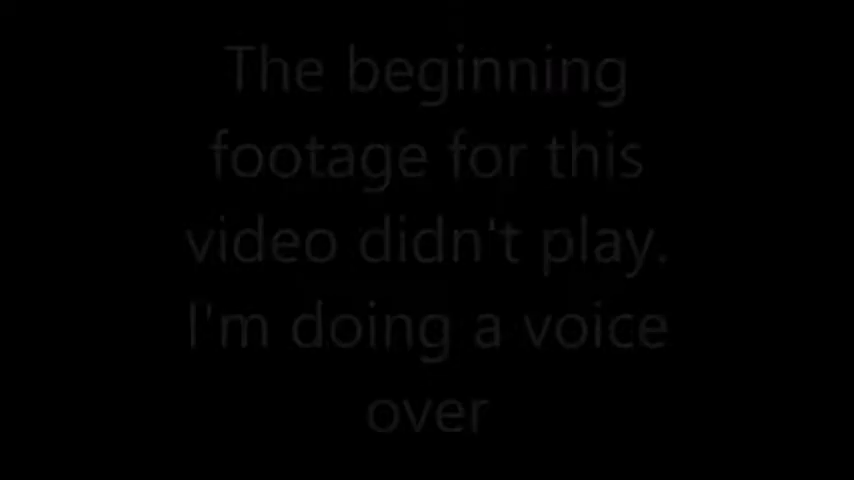 The beginning
footage for this
video didn't play.
I'm doing a voice
over